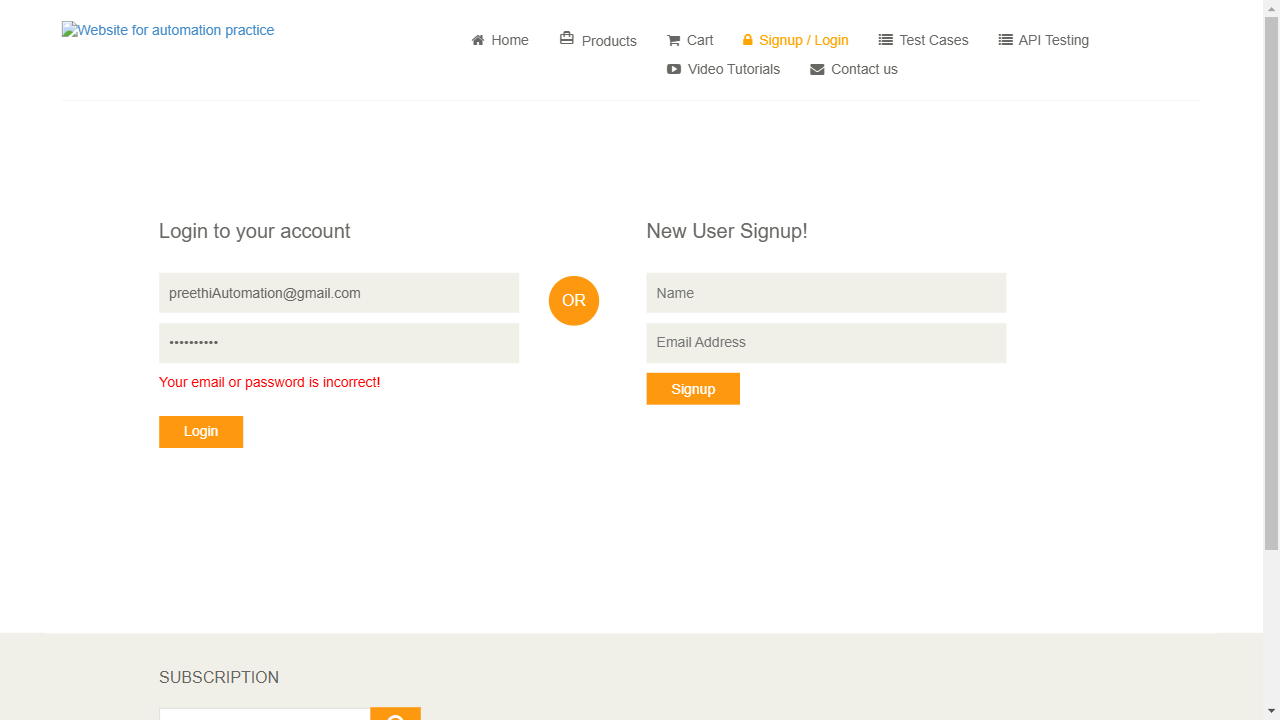 Website for automation practice
Home
Products
Cart
Signup / Login
Test Cases
API Testing
Video Tutorials
Contact us
Login to your account
preethiAutomation@gmail.com
••••••••••
Your email or password is incorrect!
Login
OR
New User Signup!
Name
Email Address
Signup
SUBSCRIPTION